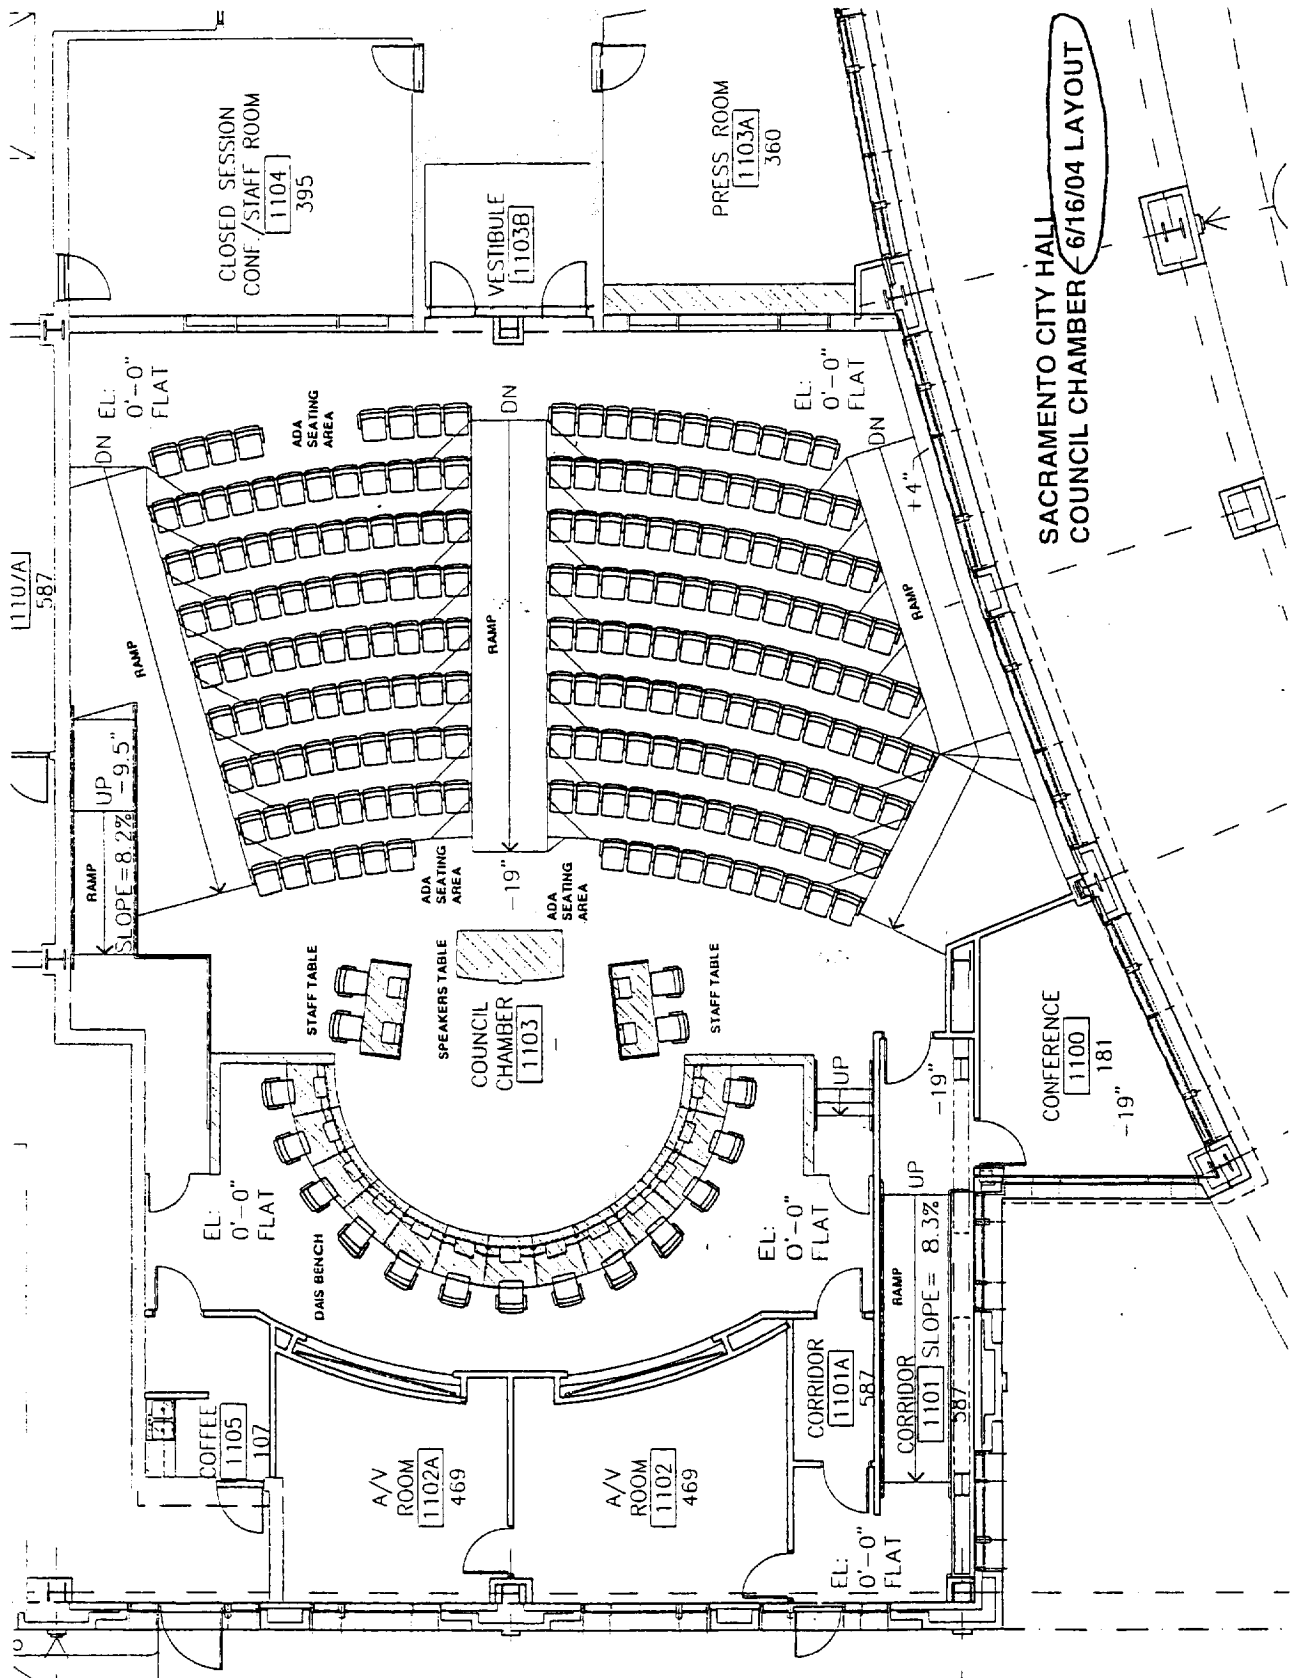 SACRAMENTO CITY HALL
COUNCIL CHAMBER - 6/16/04 LAYOUT
CLOSED SESSION
CONF./STAFF ROOM
1104
395
VESTIBULE
1103B
PRESS ROOM
1103A
360
1107A
587
EL:
0'-0"
FLAT
DN
ADA
SEATING
AREA
DN
EL:
0'-0"
FLAT
DN
+4"
RAMP
RAMP
RAMP
UP
-9.5"
RAMP
SLOPE=8.2%
ADA
SEATING
AREA
-19"
ADA
SEATING
AREA
STAFF TABLE
SPEAKERS TABLE
COUNCIL
CHAMBER
1103
STAFF TABLE
UP
-19"
CONFERENCE
1100
181
-19"
EL:
0'-0"
FLAT
DAIS BENCH
EL:
0'-0"
FLAT
UP
RAMP
SLOPE= 8.3%
CORRIDOR
1101
587
CORRIDOR
1101A
587
COFFEE
1105
107
A/V
ROOM
1102A
469
A/V
ROOM
1102
469
EL:
0'-0"
FLAT